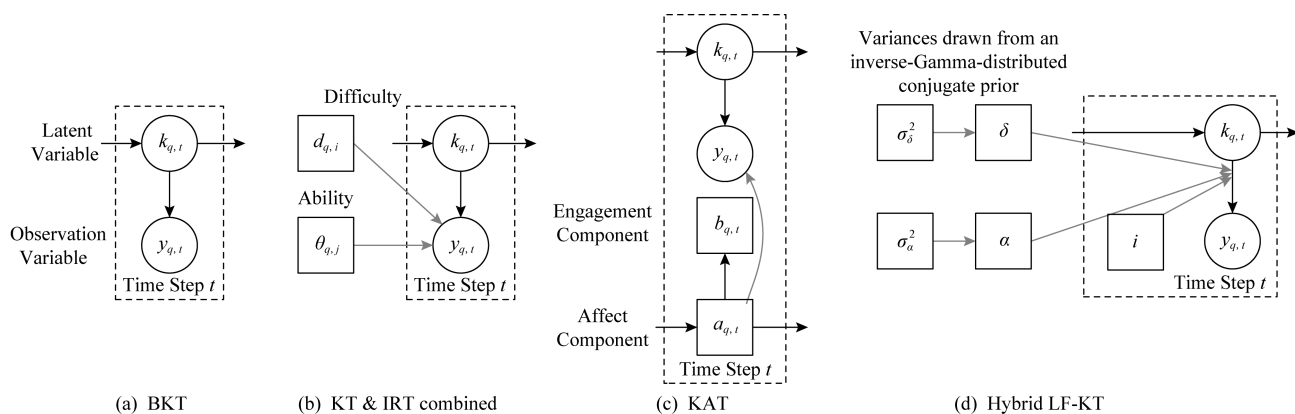 Latent
Variable
k_{q, t}
Observation
Variable
y_{q, t}
Time Step t
(a) BKT
Difficulty
d_{q, i}
k_{q, t}
Ability
θ_{q, j}
y_{q, t}
Time Step t
(b) KT & IRT combined
k_{q, t}
y_{q, t}
Engagement
Component
b_{q, t}
Affect
Component
a_{q, t}
Time Step t
(c) KAT
Variances drawn from an
inverse-Gamma-distributed
conjugate prior
σ_δ^2
δ
k_{q, t}
σ_α^2
α
i
y_{q, t}
Time Step t
(d) Hybrid LF-KT